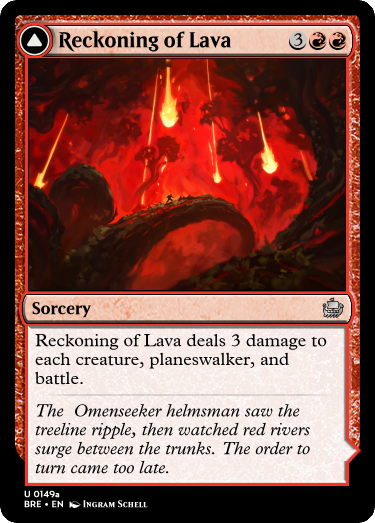 Reckoning of Lava 3
Sorcery
Reckoning of Lava deals 3 damage to
each creature, planeswalker, and
battle.
The  Omenseeker helmsman saw the
treeline ripple, then watched red rivers
surge between the trunks. The order to
turn came too late.
U 0149a
BRE • EN Ingram Schell